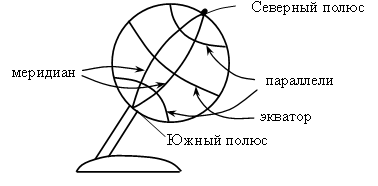 Северный полюс
меридиан
параллели
экватор
Южный полюс